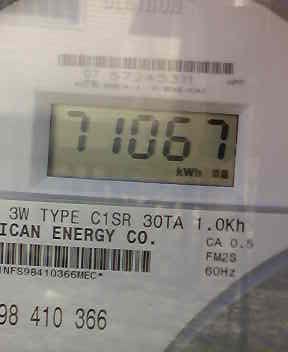 71067
kWh
3W TYPE C1SR 30TA 1.0Kh
ICAN ENERGY CO.
CA 0.5
FM2S
60Hz
NFS98410366MEC*
98 410 366